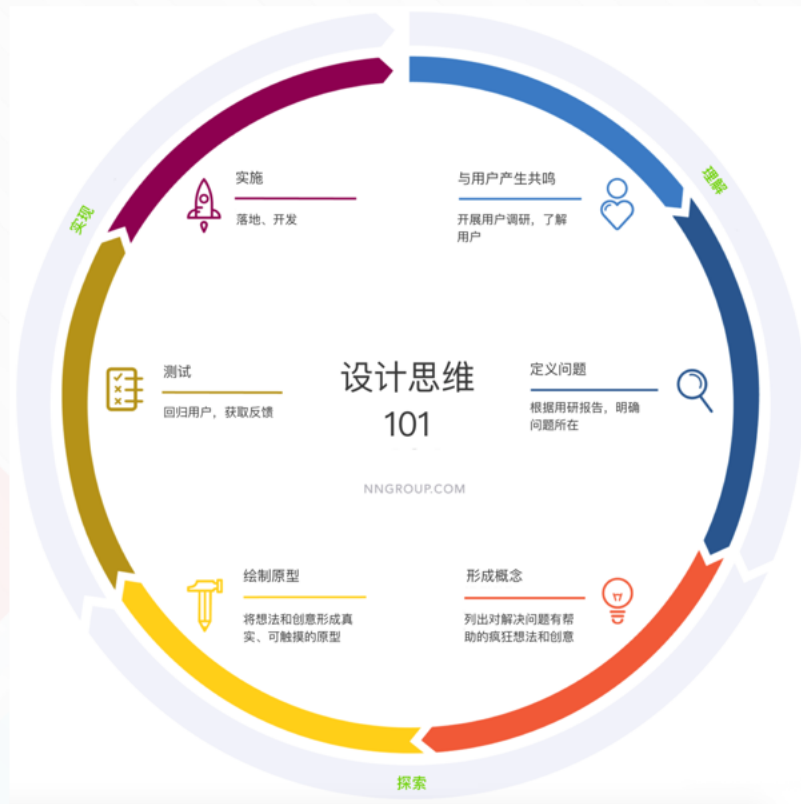 设计思维
101
NNGROUP.COM
理解
与用户产生共鸣
开展用户调研，了解
用户
定义问题
根据用研报告，明确
问题所在
探索
形成概念
列出对解决问题有帮
助的疯狂想法和创意
绘制原型
将想法和创意形成真
实、可触摸的原型
实现
测试
回归用户，获取反馈
实施
落地、开发